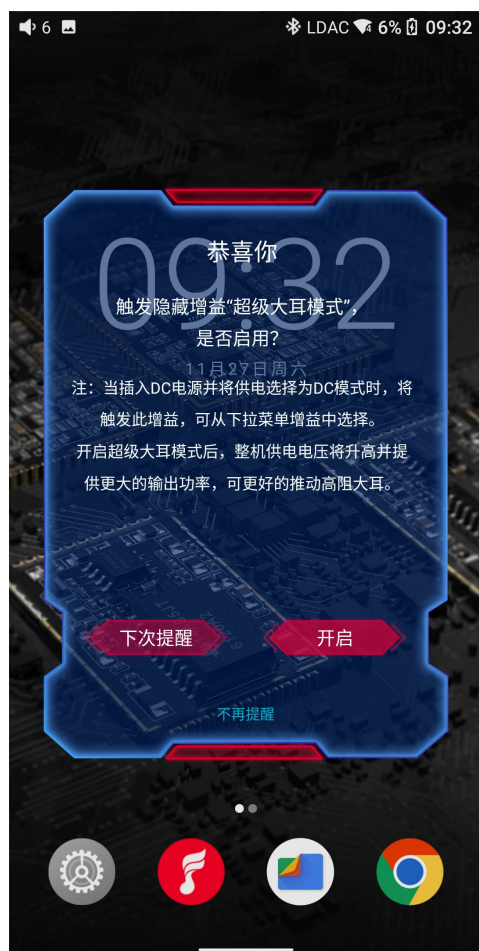 6
LDAC 4 6% 09:32
09:32
恭喜你
触发隐藏增益“超级大耳模式”，
是否启用？
11月27日周六
注：当插入DC电源并将供电选择为DC模式时，将
触发此增益，可从下拉菜单增益中选择。
开启超级大耳模式后，整机供电电压将升高并提
供更大的输出功率，可更好的推动高阻大耳。
下次提醒
开启
不再提醒